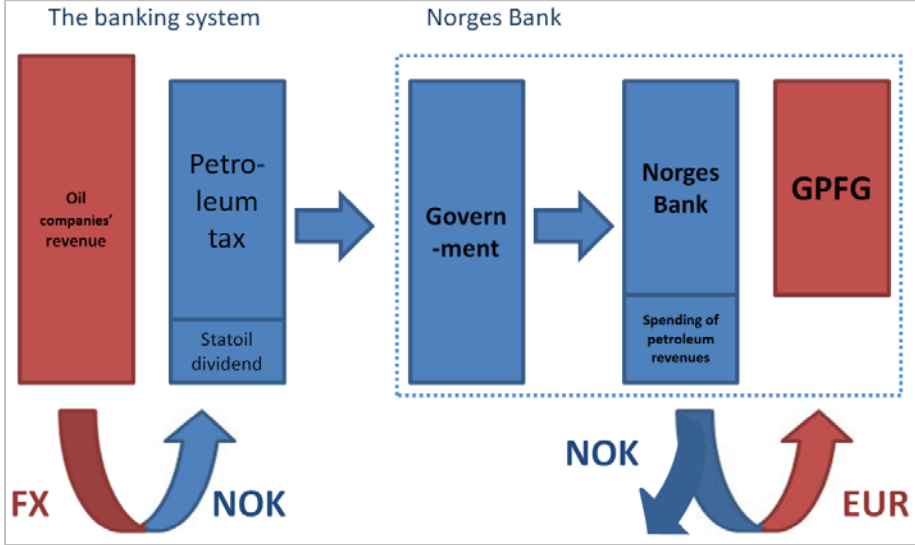 The banking system
Norges Bank
Oil
companies'
revenue
Petro-
leum
tax
Statoil
dividend
Govern
-ment
Norges
Bank
Spending of
petroleum
revenues
GPFG
FX
NOK
NOK
EUR